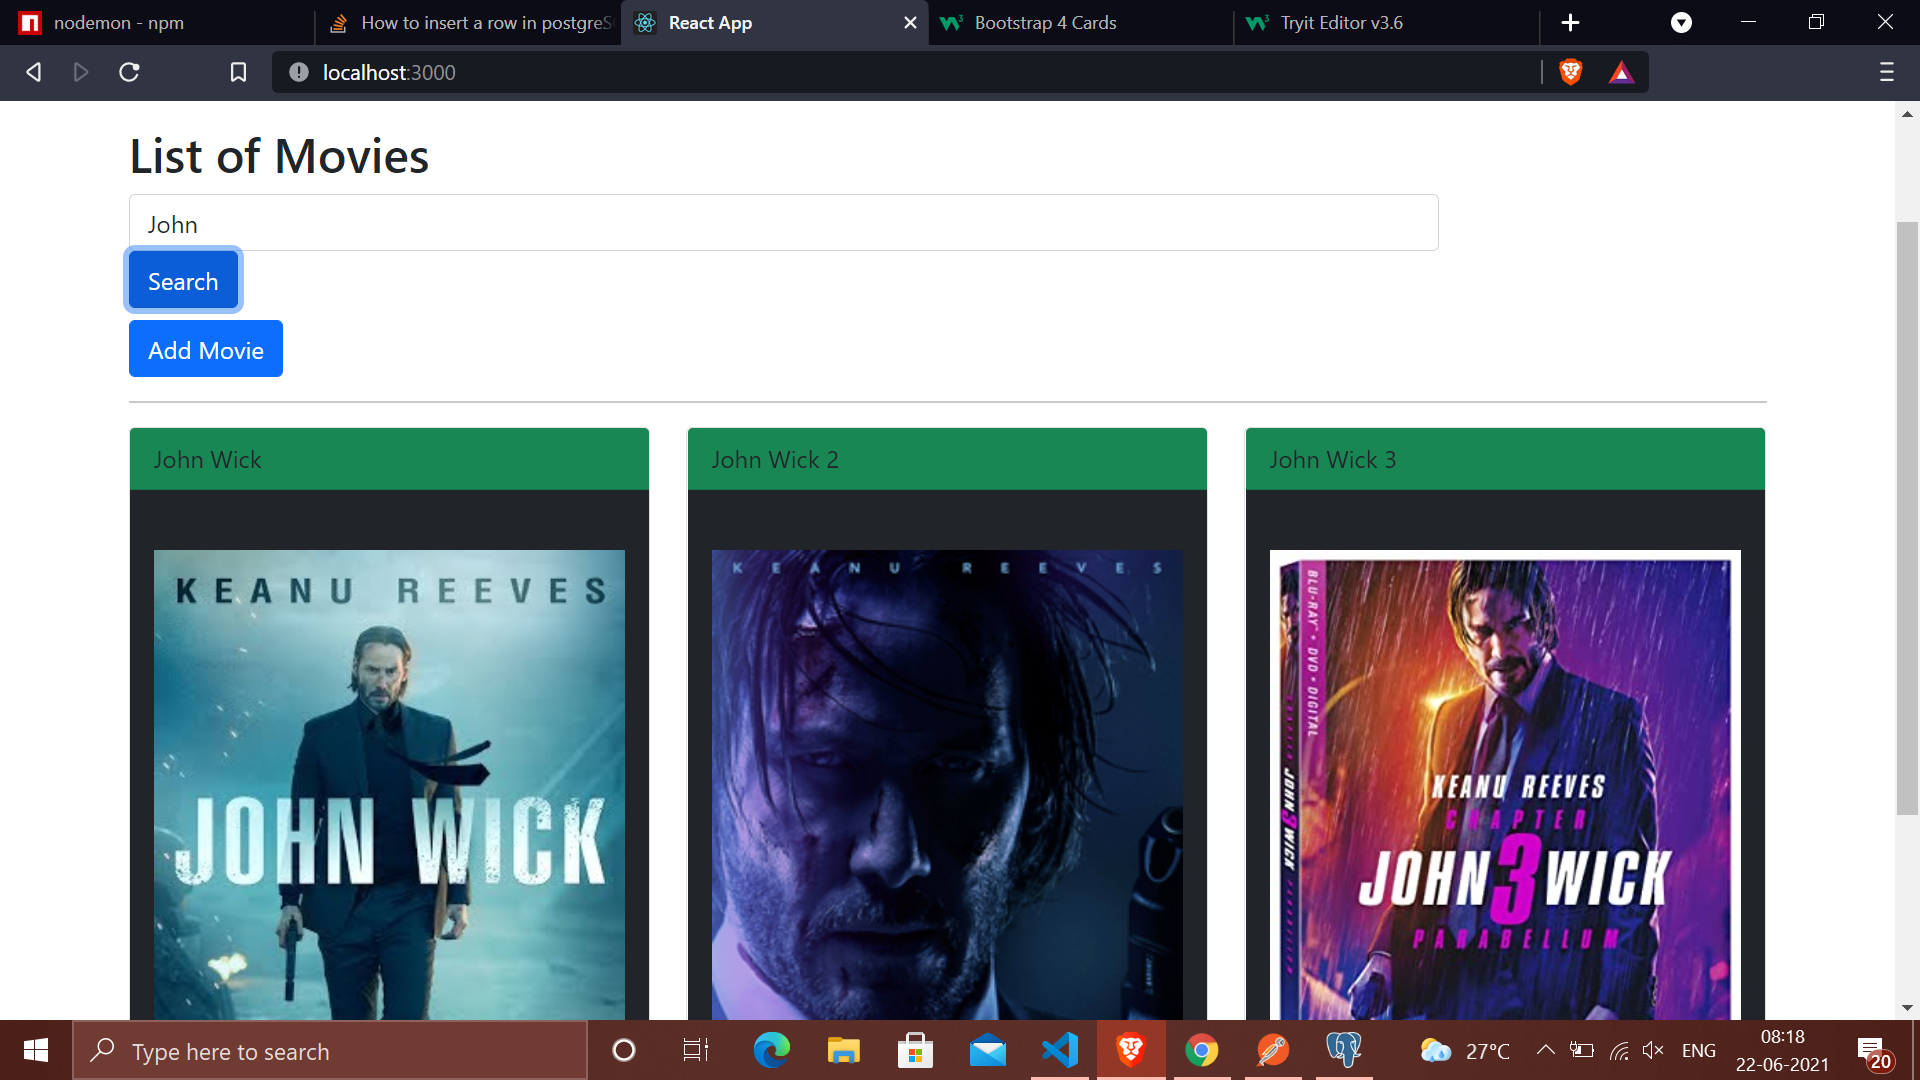 nodemon - npm
How to insert a row in postgreS
React App
Bootstrap 4 Cards
Tryit Editor v3.6
localhost:3000
List of Movies
John
Search
Add Movie
John Wick
John Wick 2
John Wick 3
KEANU REEVES
JOHN WICK
KEANU REEVES
BLU-RAY + DVD + DIGITAL
JOHN 3 WICK
KEANU REEVES
CHAPTER
JOHN 3 WICK
PARABELLUM
Type here to search
27°C
ENG
08:18
22-06-2021
20